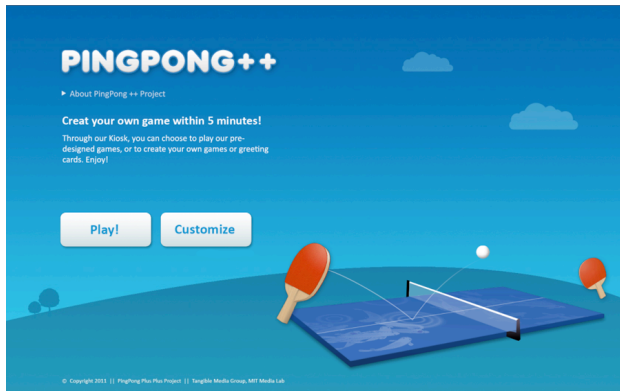 PINGPONG++
▶ About PingPong ++ Project
Creat your own game within 5 minutes!
Through our Kiosk, you can choose to play our pre-
designed games, or to create your own games or greeting
cards. Enjoy!
Play! Customize
© Copyright 2011 || PingPong Plus Plus Project || Tangible Media Group, MIT Media Lab